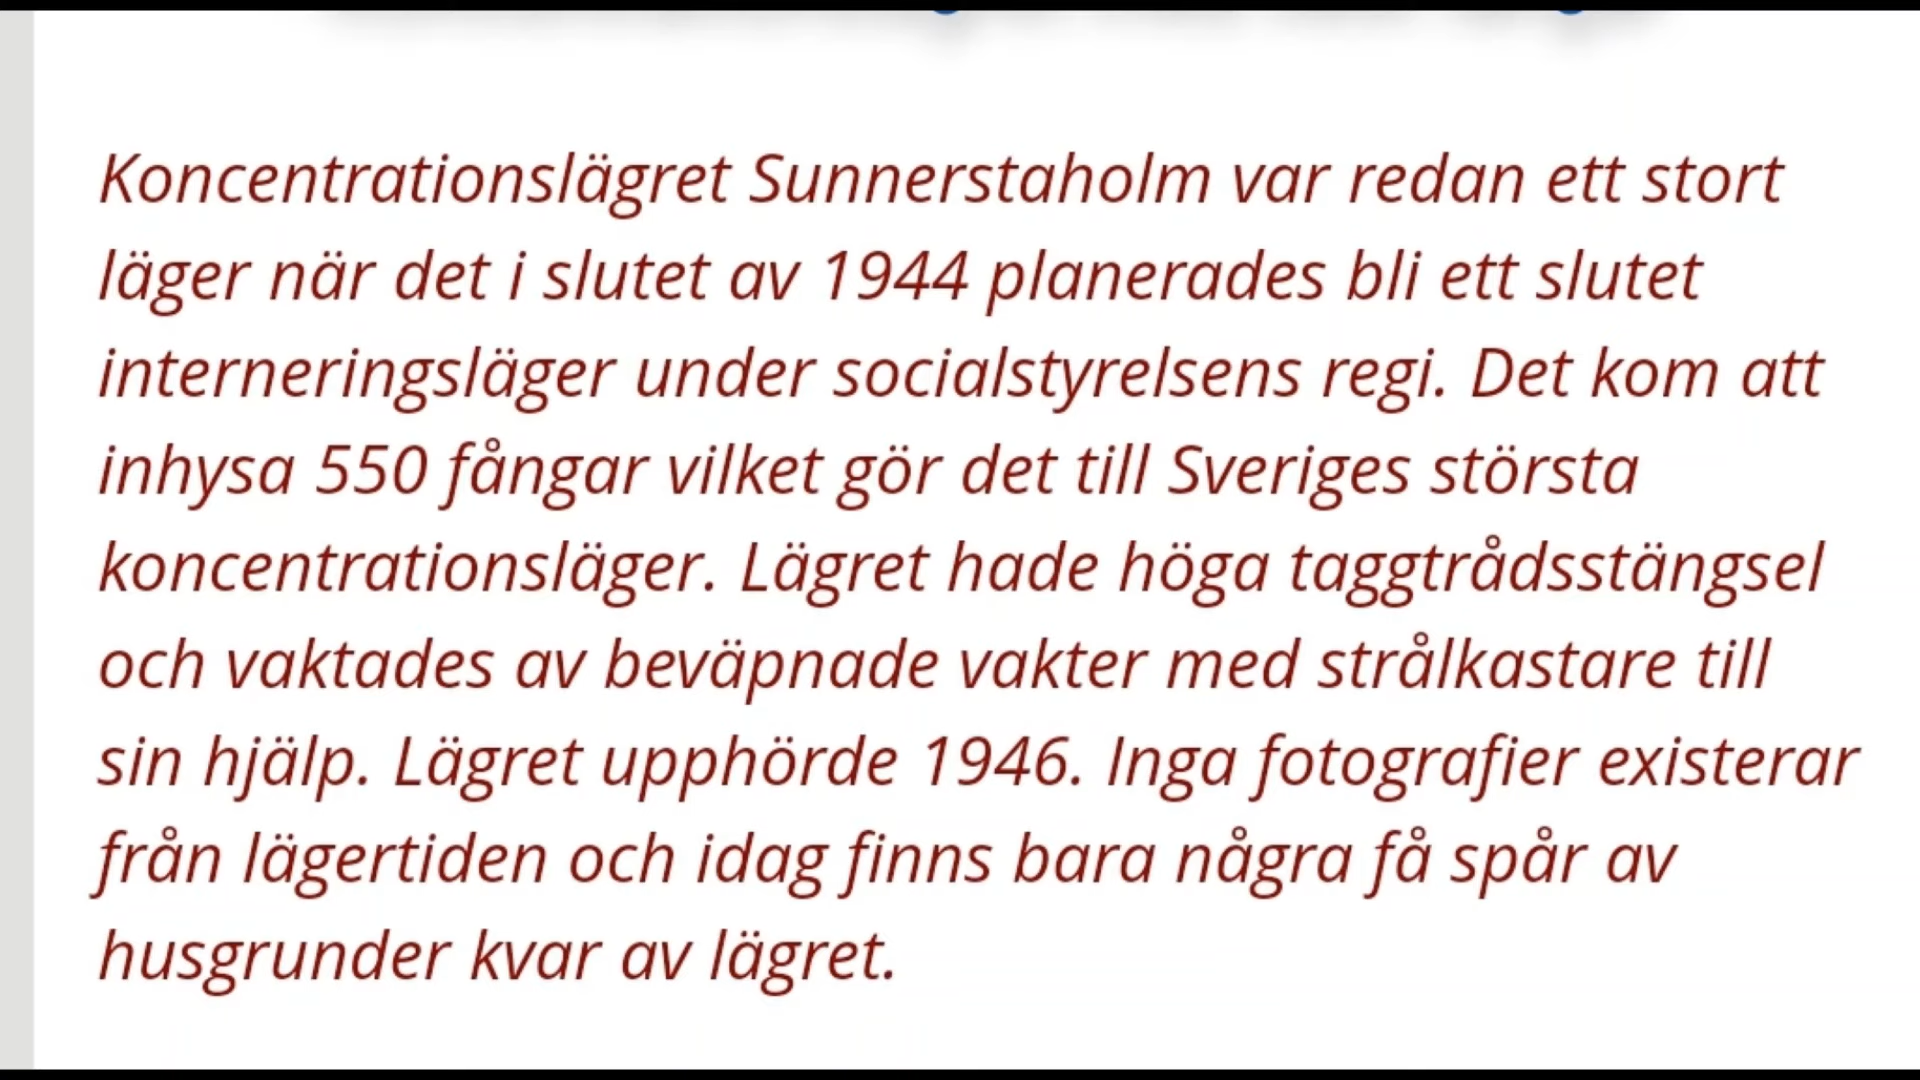 Koncentrationslägret Sunnerstaholm var redan ett stort
läger när det i slutet av 1944 planerades bli ett slutet
interneringsläger under socialstyrelsens regi. Det kom att
inhysa 550 fångar vilket gör det till Sveriges största
koncentrationsläger. Lägret hade höga taggtrådsstängsel
och vaktades av beväpnade vakter med strålkastare till
sin hjälp. Lägret upphörde 1946. Inga fotografier existerar
från lägertiden och idag finns bara några få spår av
husgrunder kvar av lägret.